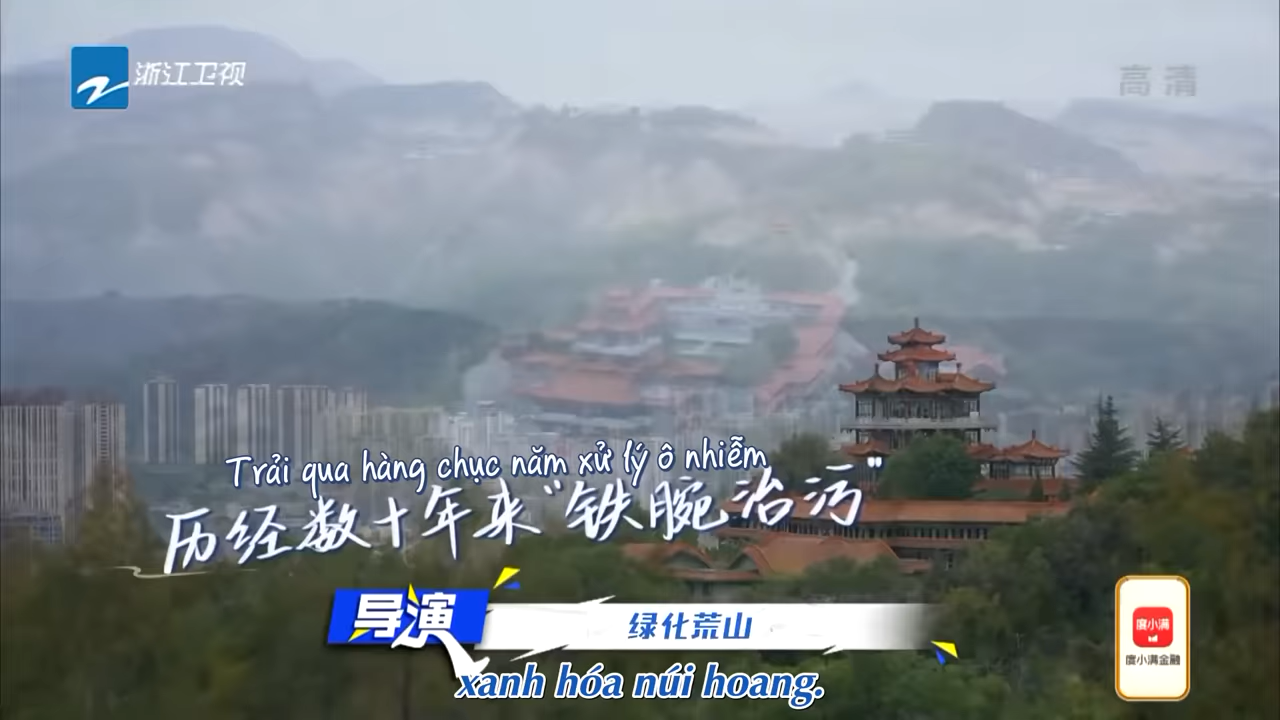 浙江卫视
高清
Trải qua hàng chục năm xử lý ô nhiễm
历经数十年来“铁腕治污”
导演
绿化荒山
xanh hóa núi hoang.
度小满
度小满金融